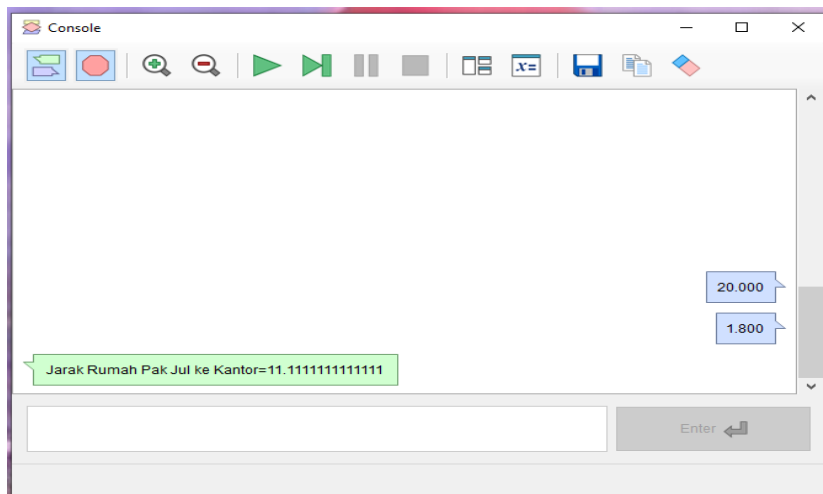 Console
x=
20.000
1.800
Jarak Rumah Pak Jul ke Kantor=11.1111111111111
Enter